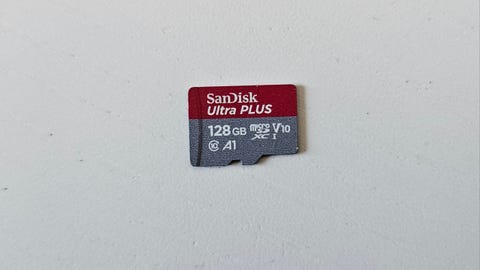 SanDisk
Ultra PLUS
128GB microSD XC I V10
C10 A1